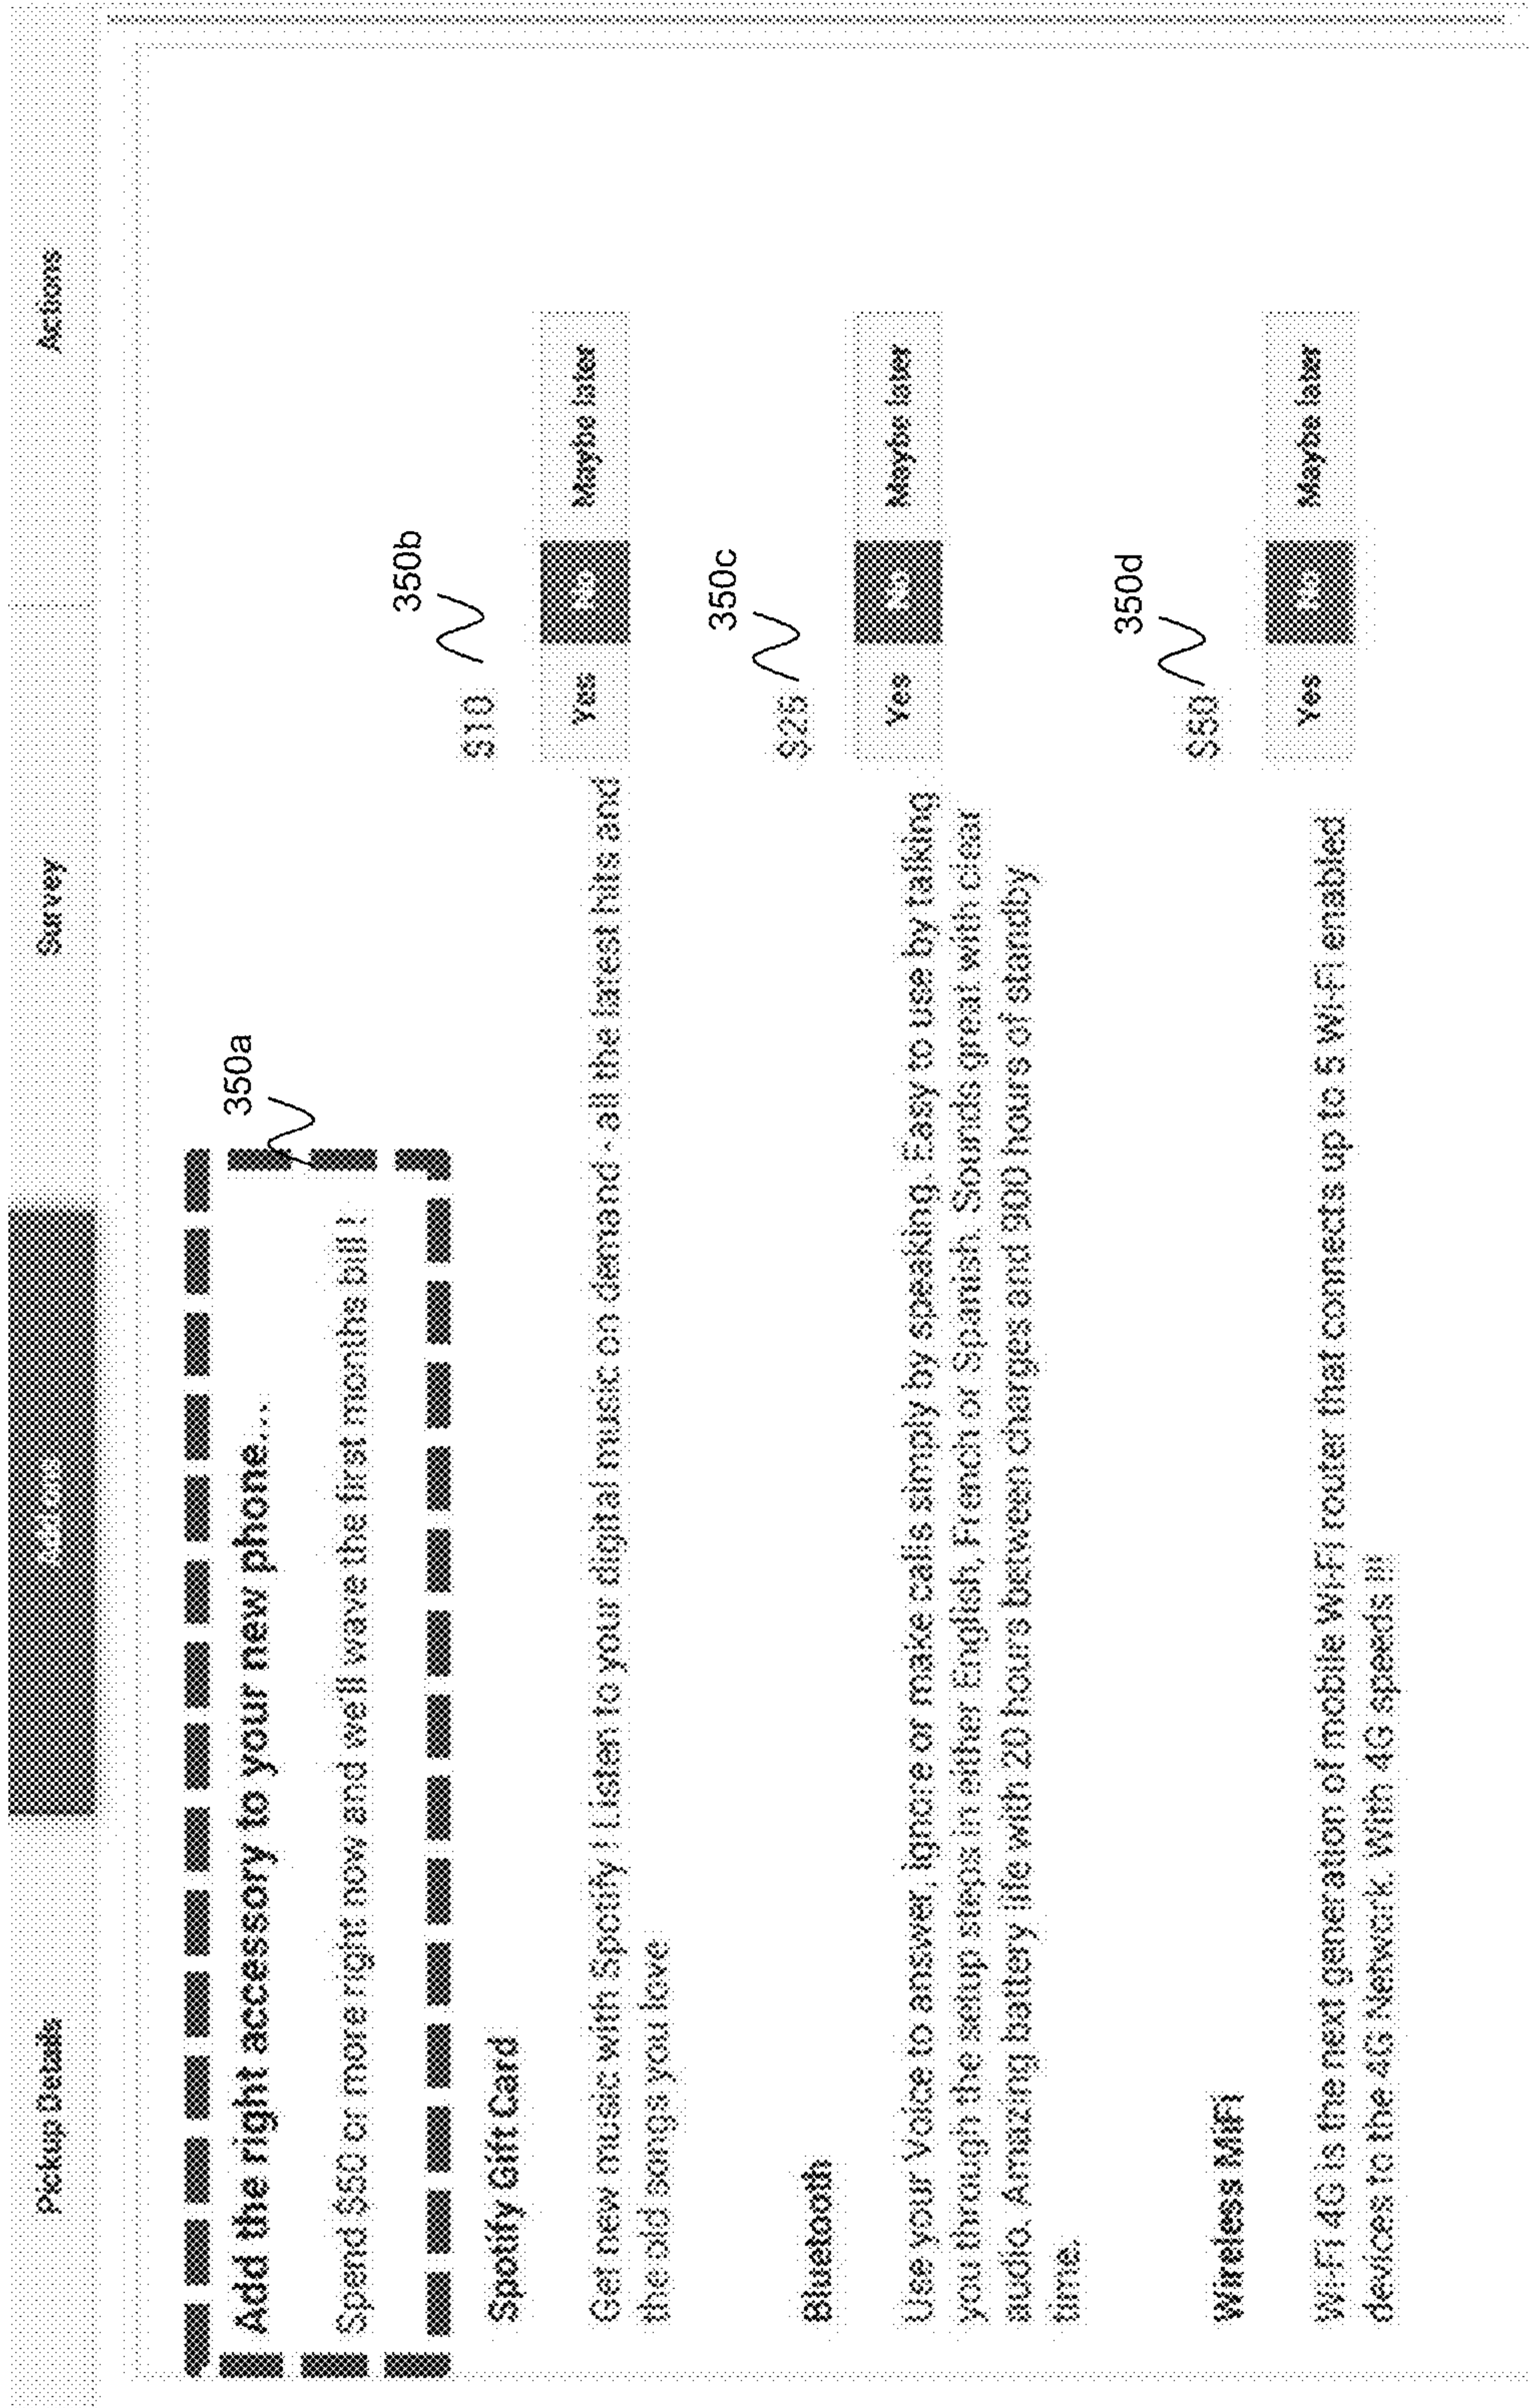 Pickup Details
Survey
Actions
Add the right accessory to your new phone...
350a
Spend $50 or more right now and we'll wave the first months bill !
350b
Spotify Gift Card
$10
Yes No Maybe later
Get new music with Spotify ! Listen to your digital music on demand - all the latest hits and
the old songs you love
350c
Bluetooth
$25
Yes No Maybe later
Use your Voice to answer, ignore or make calls simply by speaking. Easy to use by talking
you through the setup steps in either English, French or Spanish. Sounds great with clear
audio. Amazing battery life with 20 hours between charges and 900 hours of standby
time.
350d
Wireless MiFi
$50
Yes No Maybe later
Wi-Fi 4G is the next generation of mobile Wi-Fi router that connects up to 5 Wi-Fi enabled
devices to the 4G Network. With 4G speeds !!!